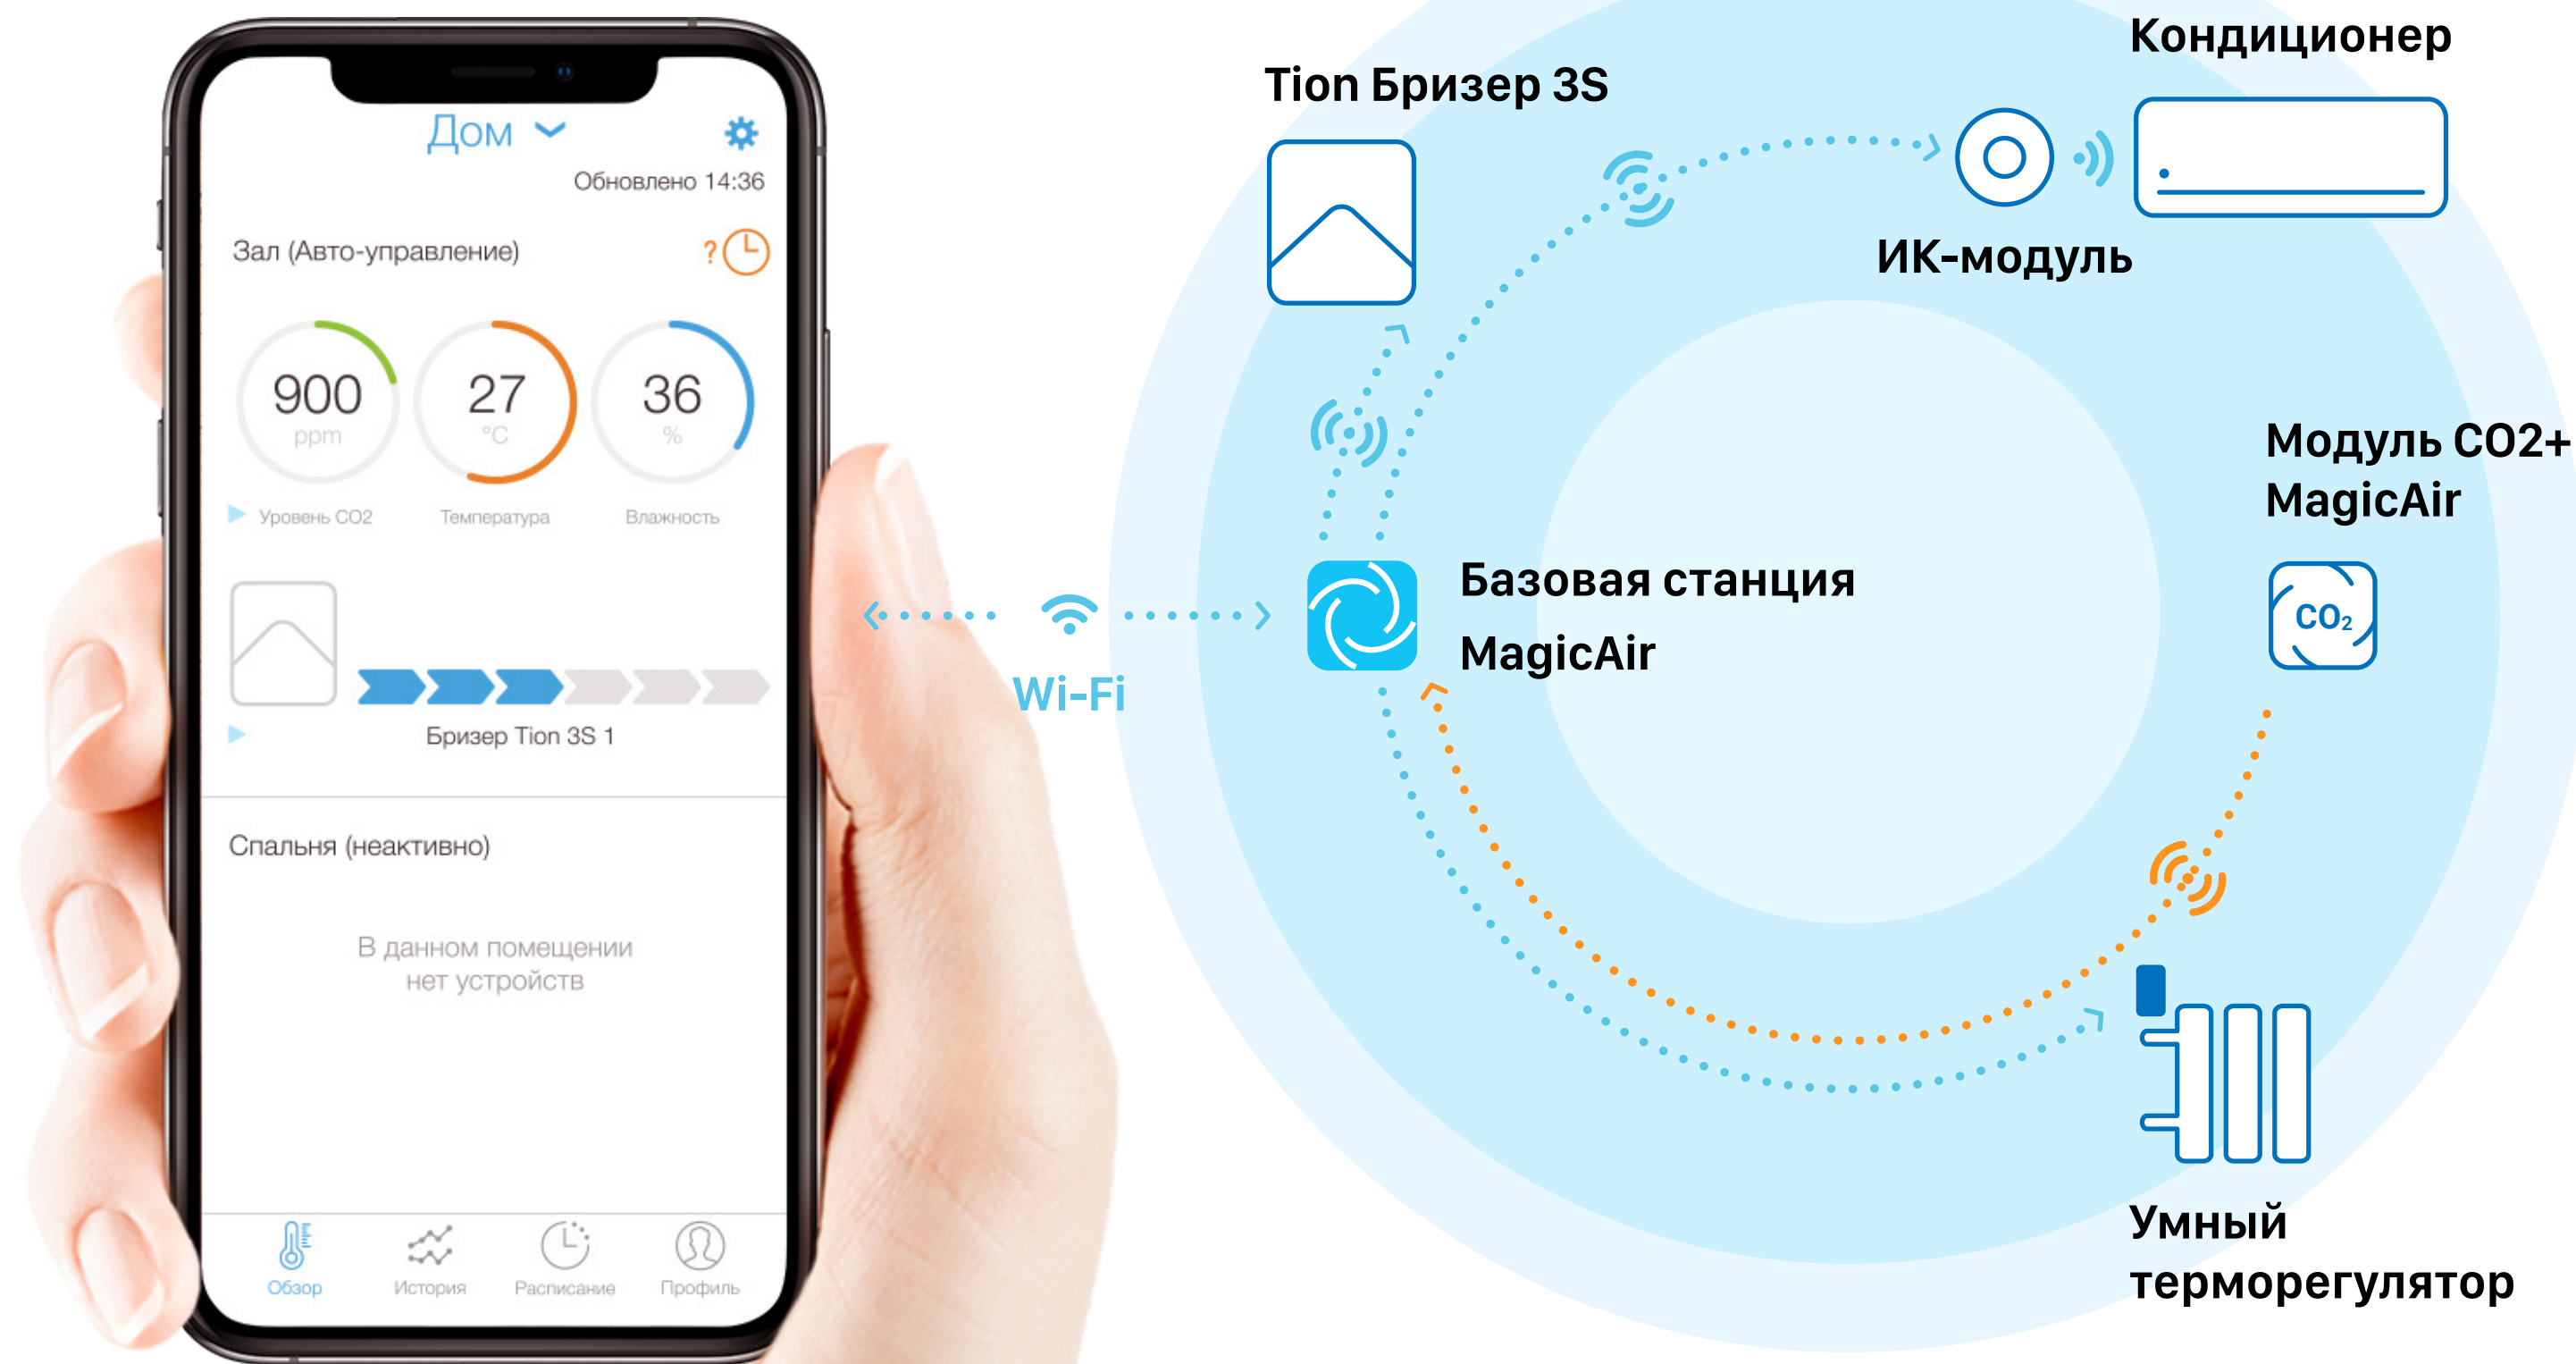 Дом
Обновлено 14:36
Зал (Авто-управление)
?
900
ppm
27
°C
36
%
Уровень CO2
Температура
Влажность
Бризер Tion 3S 1
Спальня (неактивно)
В данном помещении
нет устройств
Обзор
История
Расписание
Профиль
Wi-Fi
Tion Бризер 3S
Кондиционер
ИК-модуль
Базовая станция
MagicAir
Модуль CO2+
MagicAir
CO₂
Умный
терморегулятор